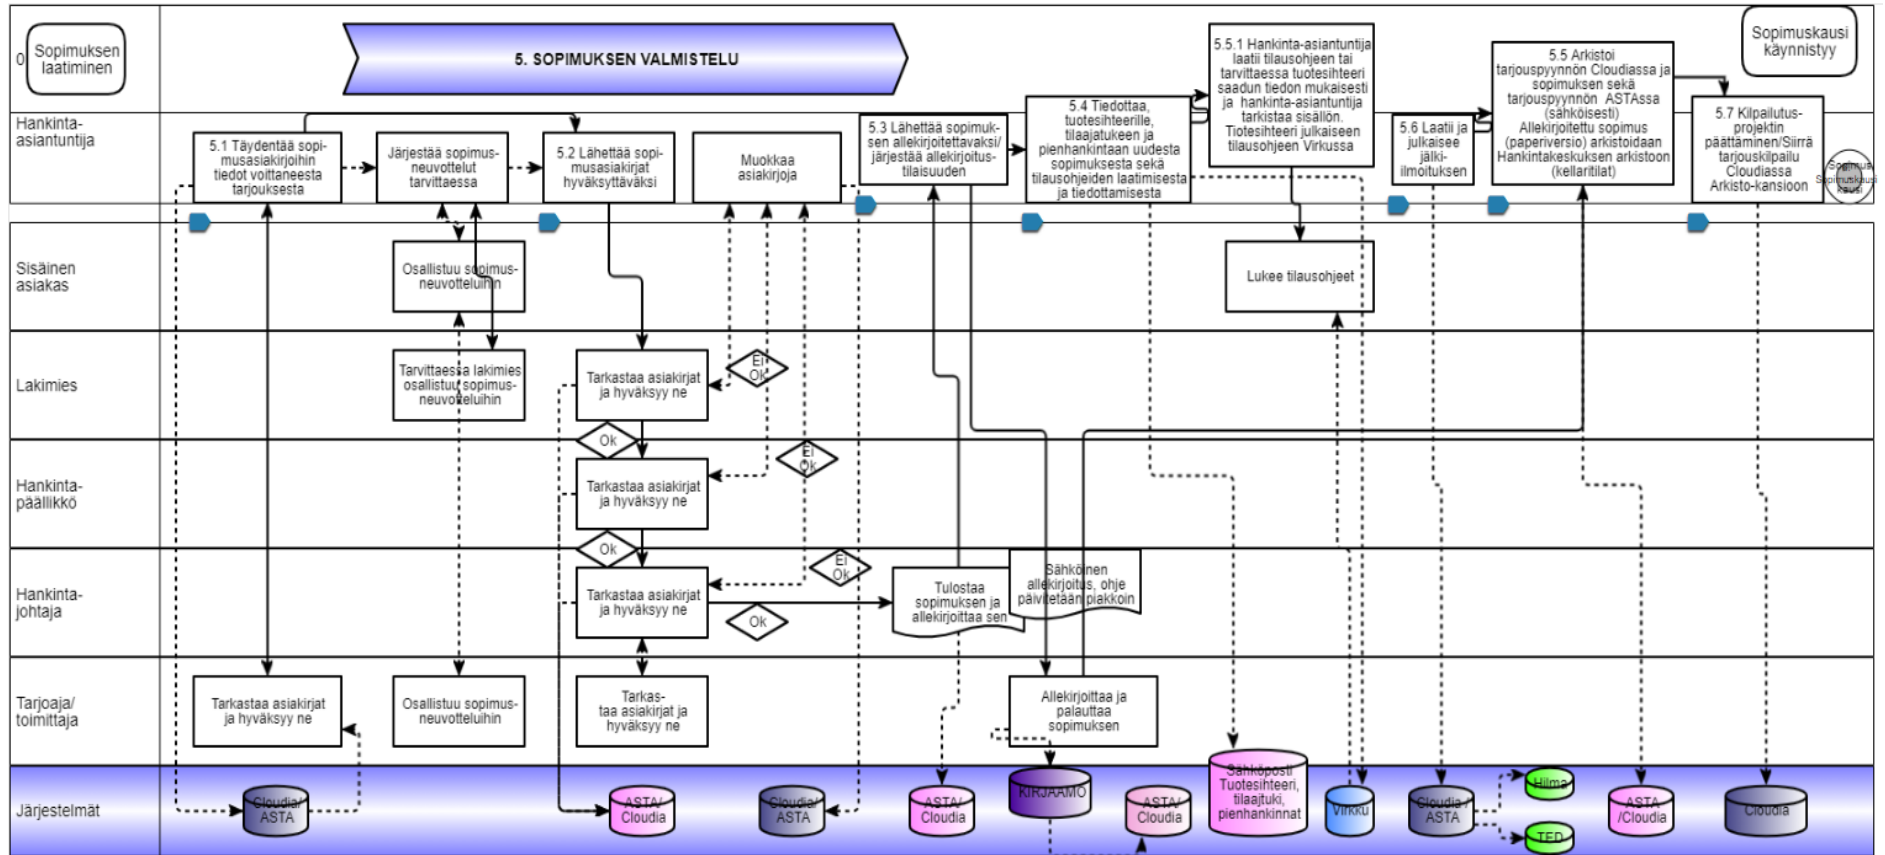 0
Sopimuksen
laatiminen
5. SOPIMUKSEN VALMISTELU
Sopimuskausi
käynnistyy
Hankinta-
asiantuntija
5.1 Täydentää sopi-
musasiakirjoihin
tiedot voittaneesta
tarjouksesta
Järjestää sopimus-
neuvottelut
tarvittaessa
5.2 Lähettää sopi-
musasiakirjat
hyväksyttäväksi
Muokkaa
asiakirjoja
5.3 Lähettää sopimuk-
sen allekirjoitettavaksi/
järjestää allekirjoitus-
tilaisuuden
5.4 Tiedottaa,
tuotesihteerille,
tilaajatukeen ja
pienhankintaan uudesta
sopimuksesta sekä
tilausohjeiden laatimisesta
ja tiedottamisesta
5.5.1 Hankinta-asiantuntija
laatii tilausohjeen tai
tarvittaessa tuotesihteeri
saadun tiedon mukaisesti
ja hankinta-asiantuntija
tarkistaa sisällön.
Tiotesihteeri julkaiseen
tilausohjeen Virkussa
5.6 Laatii ja
julkaisee
jälki-
ilmoituksen
5.5 Arkistoi
tarjouspyynnön Cloudiassa ja
sopimuksen sekä
tarjouspyynnön ASTAssa
(sähköisesti)
Allekirjoitettu sopimus
(paperiversio) arkistoidaan
Hankintakeskuksen arkistoon
(kellaritilat)
5.7 Kilpailutus-
projektin
päättäminen/Siirrä
tarjouskilpailu
Cloudiassa
Arkisto-kansioon
Sopimus
Sopimuskausi
kausi
Sisäinen
asiakas
Osallistuu sopimus-
neuvotteluihin
Lukee tilausohjeet
Lakimies
Tarvittaessa lakimies
osallistuu sopimus-
neuvotteluihin
Tarkastaa asiakirjat
ja hyväksyy ne
Ei
Ok
Ok
Hankinta-
päällikkö
Tarkastaa asiakirjat
ja hyväksyy ne
Ei
Ok
Ok
Hankinta-
johtaja
Tarkastaa asiakirjat
ja hyväksyy ne
Ei
Ok
Ok
Tulostaa
sopimuksen ja
allekirjoittaa sen
Sähköinen
allekirjoitus, ohje
päivitetään piakkoin
Tarjoaja/
toimittaja
Tarkastaa asiakirjat
ja hyväksyy ne
Osallistuu sopimus-
neuvotteluihin
Tarkas-
taa asiakirjat ja
hyväksyy ne
Allekirjoittaa ja
palauttaa
sopimuksen
Järjestelmät
Cloudia/
ASTA
ASTA/
Cloudia
Cloudia/
ASTA
ASTA/
Cloudia
KIRJAAMO
ASTA/
Cloudia
Sähköposti
Tuotesihteeri,
tilaajtuki,
pienhankinnat
Virkku
Cloudia /
ASTA
Hilma
TED
ASTA
/Cloudia
Cloudia